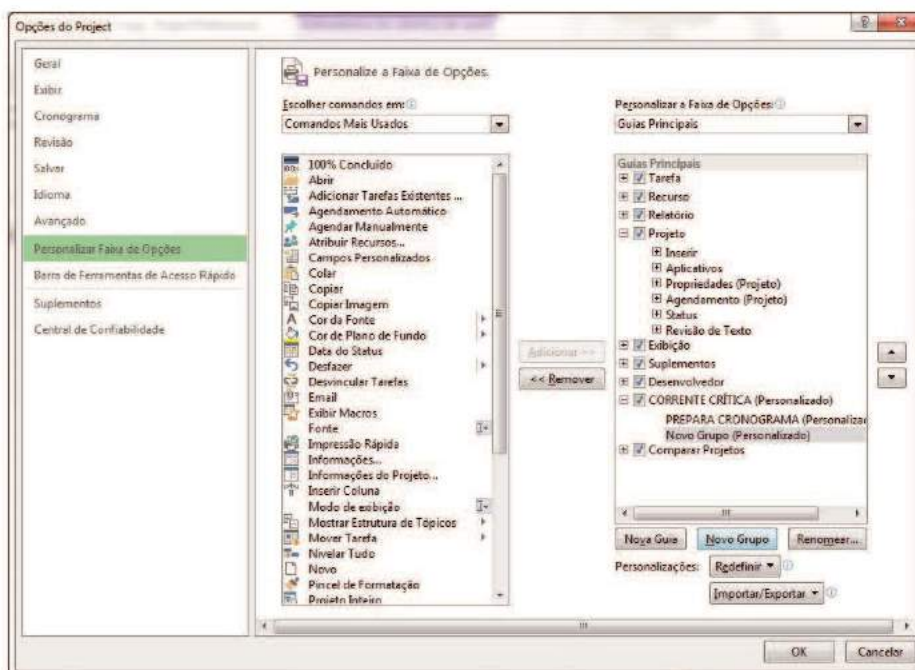 Opções do Project
Geral
Exibir
Cronograma
Revisão
Salvar
Idioma
Avançado
Personalizar Faixa de Opções
Barra de Ferramentas de Acesso Rápido
Suplementos
Central de Confiabilidade
Personalize a Faixa de Opções.
Escolher comandos em:
Comandos Mais Usados
100% Concluído
Abrir
Adicionar Tarefas Existentes ...
Agendamento Automático
Agendar Manualmente
Atribuir Recursos...
Campos Personalizados
Colar
Copiar
Copiar Imagem
Cor da Fonte
Cor de Plano de Fundo
Data do Status
Desfazer
Desvincular Tarefas
Email
Exibir Macros
Fonte
Impressão Rápida
Informações...
Informações do Projeto...
Inserir Coluna
Modo de exibição
Mostrar Estrutura de Tópicos
Mover Tarefa
Nivelar Tudo
Novo
Pincel de Formatação
Projeto Inteiro
Adicionar >>
<< Remover
Personalizar a Faixa de Opções:
Guias Principais
Guias Principais
Tarefa
Recurso
Relatório
Projeto
Inserir
Aplicativos
Propriedades (Projeto)
Agendamento (Projeto)
Status
Revisão de Texto
Exibição
Suplementos
Desenvolvedor
CORRENTE CRÍTICA (Personalizado)
PREPARA CRONOGRAMA (Personaliza
Novo Grupo (Personalizado)
Comparar Projetos
Nova Guia
Novo Grupo
Renomear...
Personalizações:
Redefinir
Importar/Exportar
OK
Cancelar